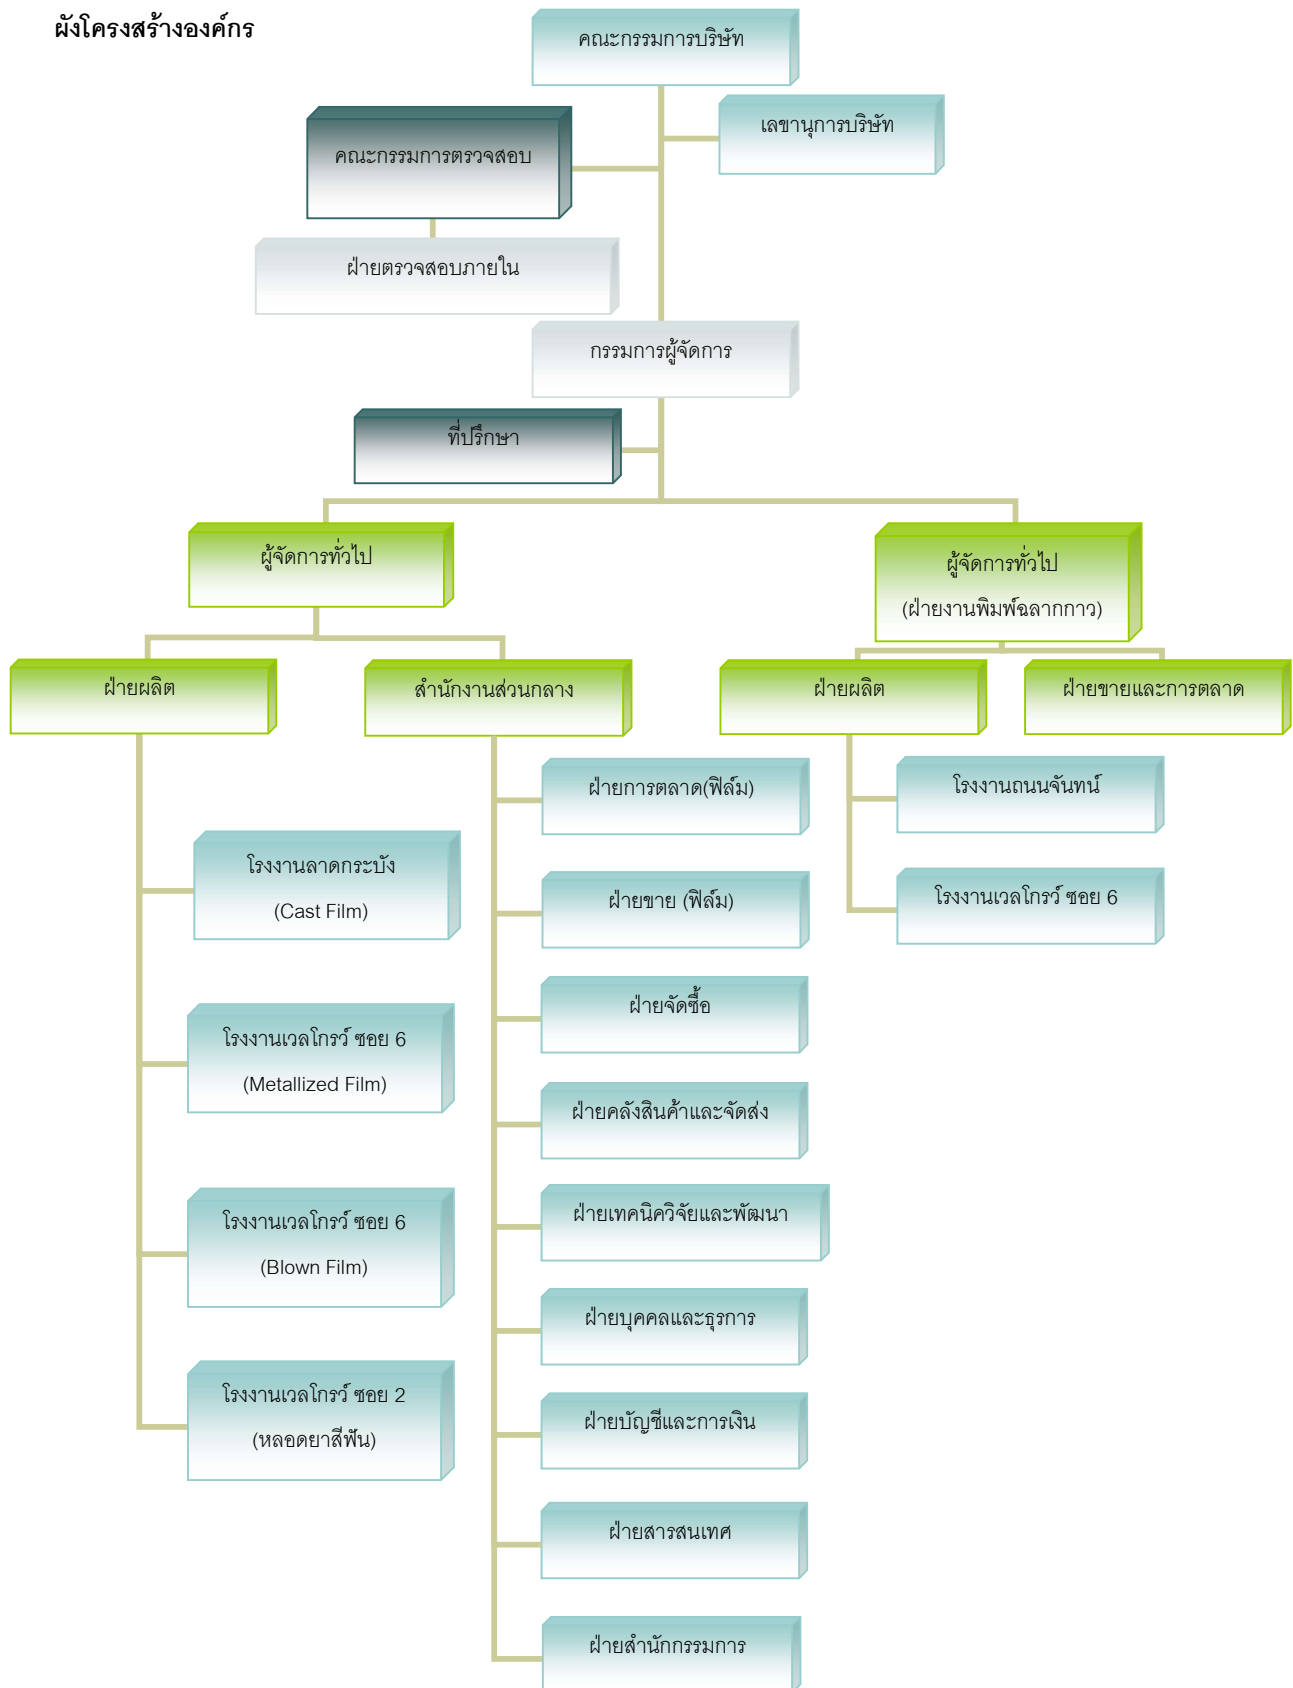 ผังโครงสร้างองค์กร
คณะกรรมการบริษัท
เลขานุการบริษัท
คณะกรรมการตรวจสอบ
ฝ่ายตรวจสอบภายใน
กรรมการผู้จัดการ
ที่ปรึกษา
ผู้จัดการทั่วไป
ผู้จัดการทั่วไป
(ฝ่ายงานพิมพ์ฉลากกาว)
ฝ่ายผลิต
สำนักงานส่วนกลาง
ฝ่ายผลิต
ฝ่ายขายและการตลาด
โรงงานลาดกระบัง
(Cast Film)
โรงงานเวลโกรว์ ซอย 6
(Metallized Film)
โรงงานเวลโกรว์ ซอย 6
(Blown Film)
โรงงานเวลโกรว์ ซอย 2
(หลอดยาสีฟัน)
ฝ่ายการตลาด(ฟิล์ม)
ฝ่ายขาย (ฟิล์ม)
ฝ่ายจัดซื้อ
ฝ่ายคลังสินค้าและจัดส่ง
ฝ่ายเทคนิควิจัยและพัฒนา
ฝ่ายบุคคลและธุรการ
ฝ่ายบัญชีและการเงิน
ฝ่ายสารสนเทศ
ฝ่ายสำนักกรรมการ
โรงงานถนนจันทน์
โรงงานเวลโกรว์ ซอย 6